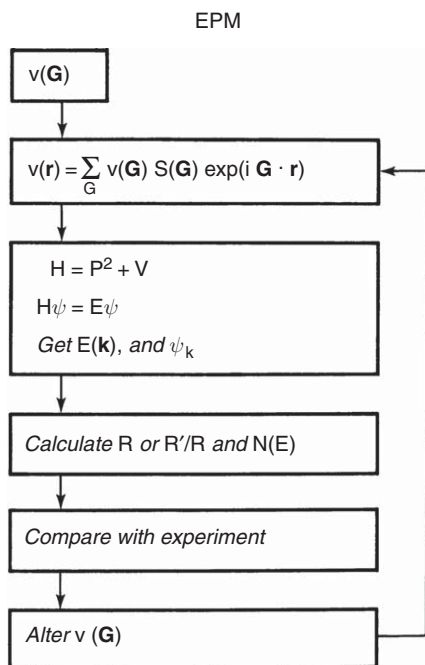 EPM
v(G)
v(r) = ∑ v(G) S(G) exp(i G · r)
G
H = P² + V
Hψ = Eψ
Get E(k), and ψk
Calculate R or R′/R and N(E)
Compare with experiment
Alter v (G)